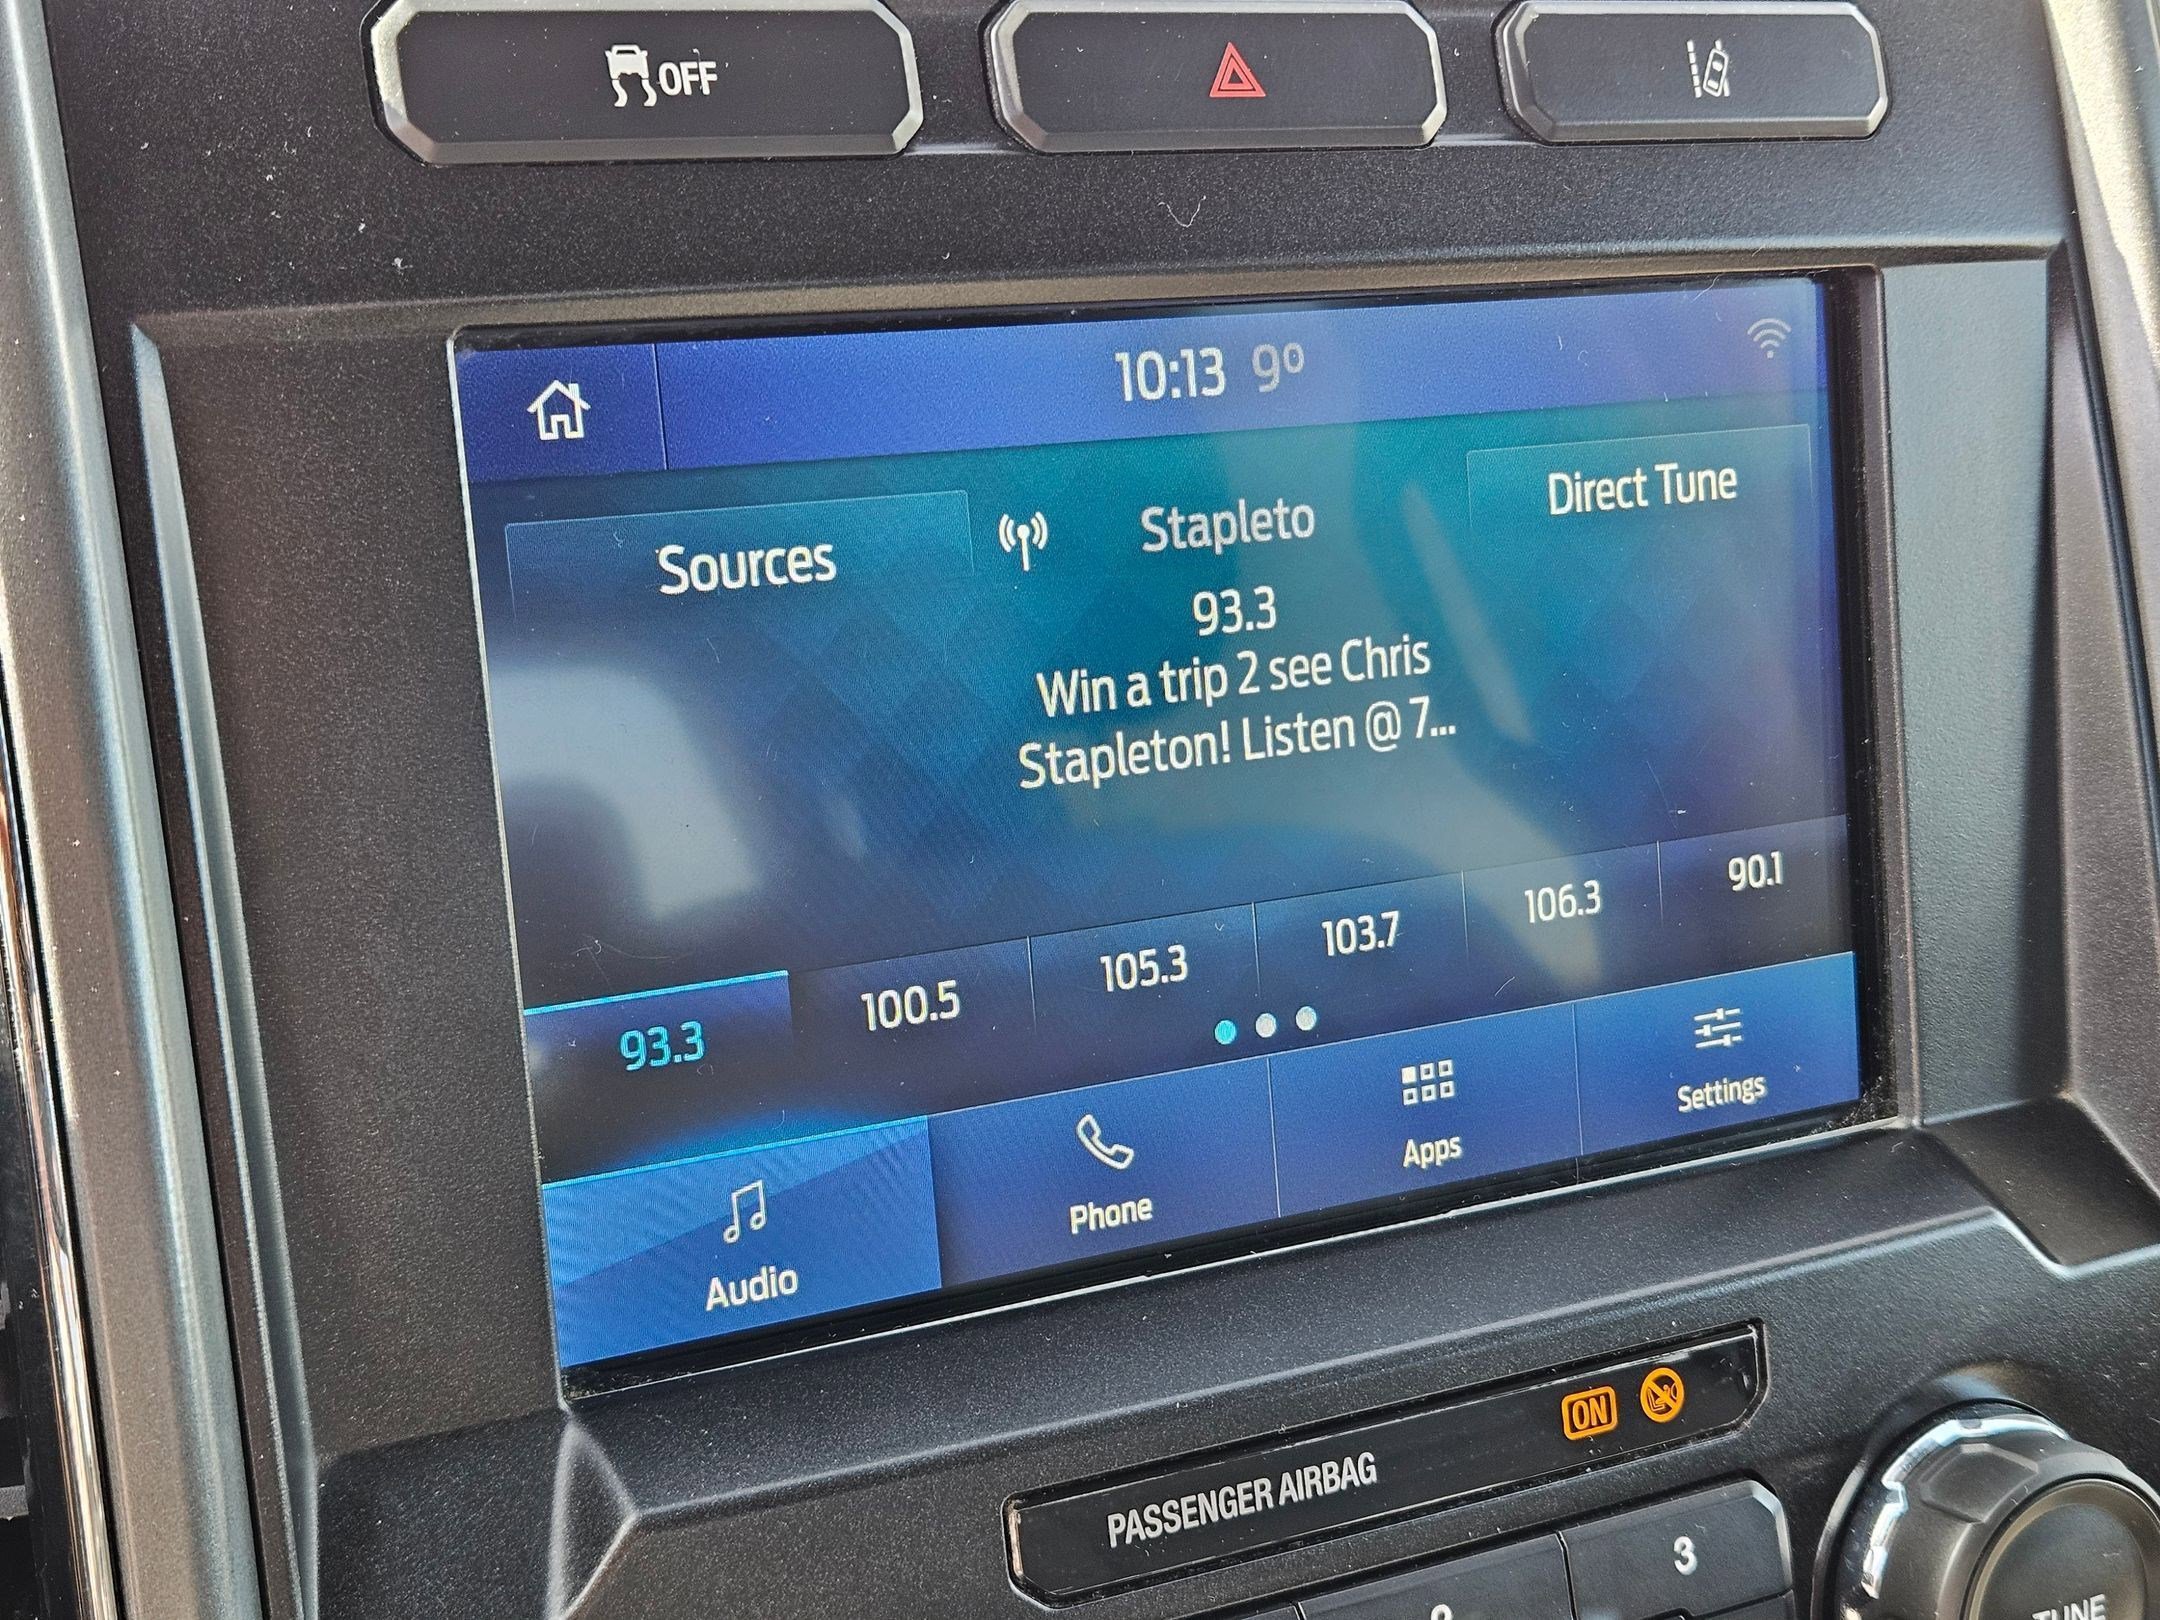 OFF
10:13 9°
Sources
Stapleto
Direct Tune
93.3
Win a trip 2 see Chris
Stapleton! Listen @ 7...
93.3
100.5
105.3
103.7
106.3
90.1
Audio
Phone
Apps
Settings
PASSENGER AIRBAG
ON
3
TUNE